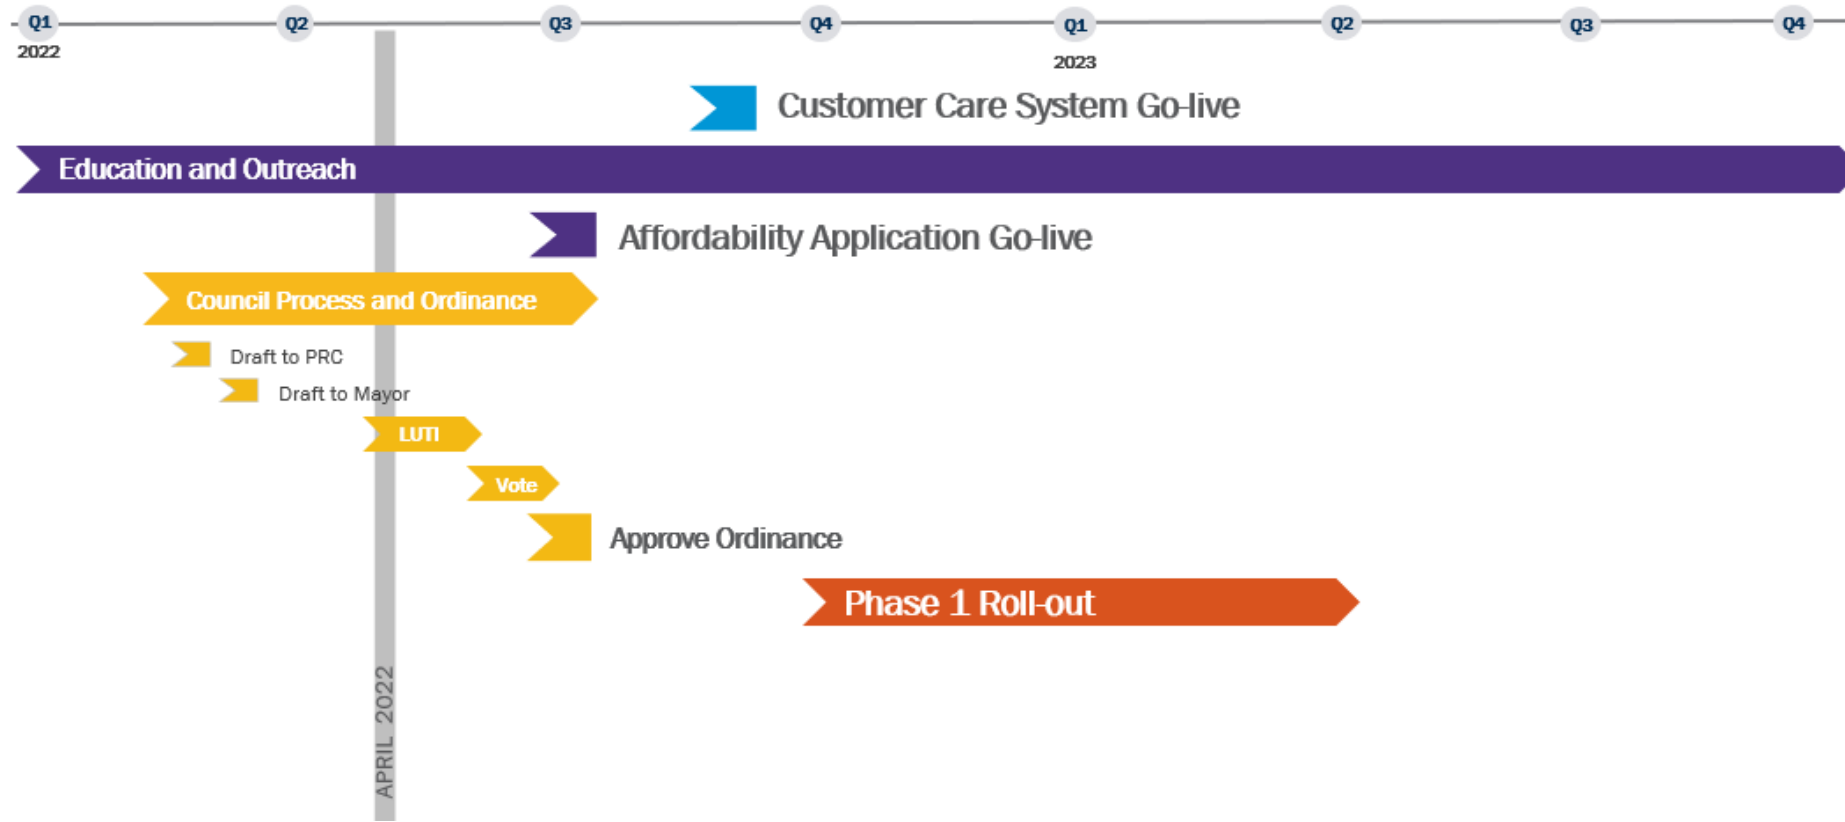 Q1 Q2 Q3 Q4 Q1 Q2 Q3 Q4
2022 2023
Customer Care System Go-live
Education and Outreach
Affordability Application Go-live
Council Process and Ordinance
Draft to PRC
Draft to Mayor
LUTI
Vote
Approve Ordinance
Phase 1 Roll-out
APRIL 2022